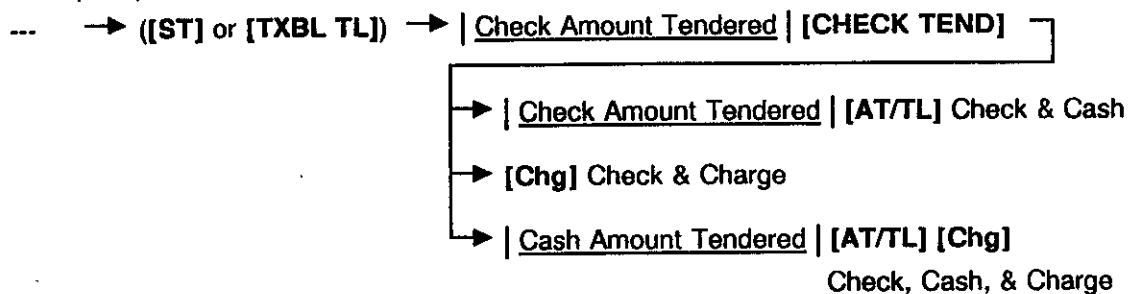 --- → ([ST] or [TXBL TL]) → | Check Amount Tendered | [CHECK TEND]
→ | Check Amount Tendered | [AT/TL] Check & Cash
→ [Chg] Check & Charge
→ | Cash Amount Tendered | [AT/TL] [Chg]
Check, Cash, & Charge